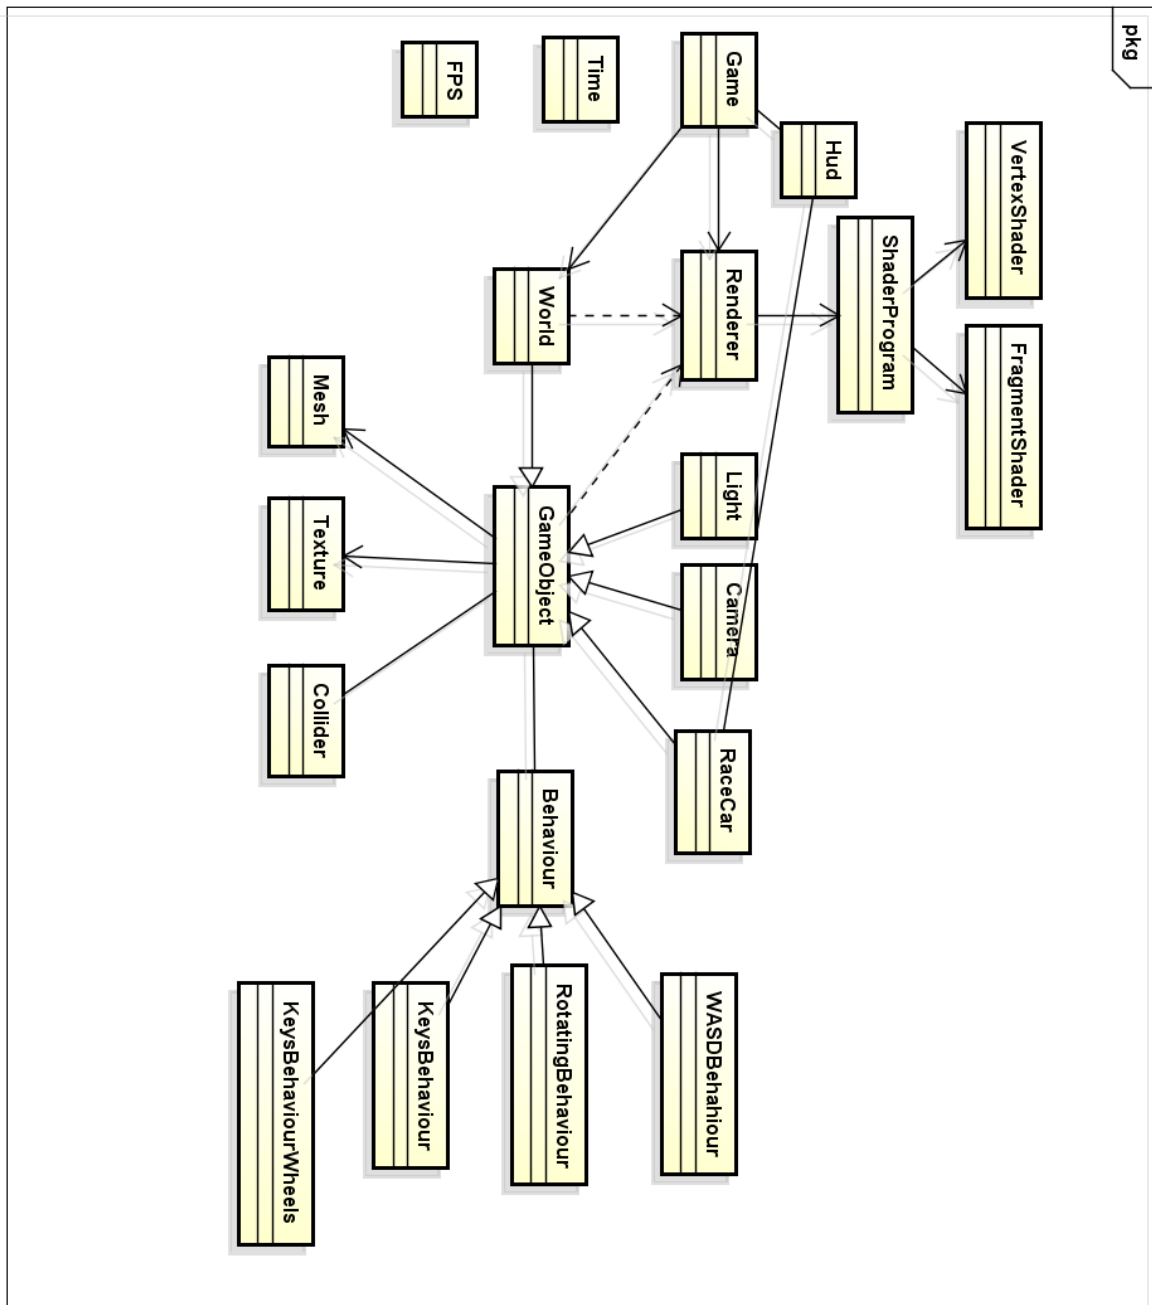 pkg
VertexShader
FragmentShader
ShaderProgram
Hud
Game
Renderer
Light
Camera
RaceCar
WASDBehahiour
Time
World
GameObject
Behaviour
RotatingBehaviour
FPS
KeysBehaviour
Mesh
Texture
Collider
KeysBehaviourWheels